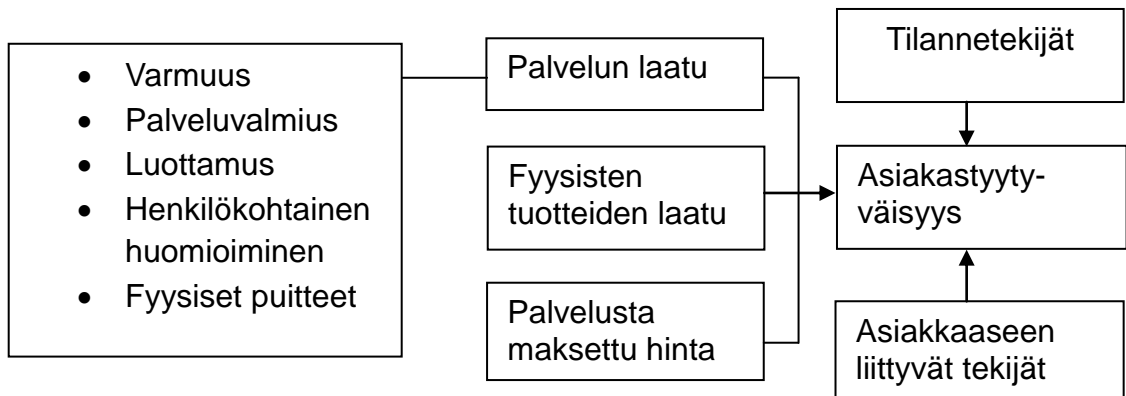 • Varmuus
• Palveluvalmius
• Luottamus
• Henkilökohtainen
huomioiminen
• Fyysiset puitteet
Palvelun laatu
Fyysisten
tuotteiden laatu
Palvelusta
maksettu hinta
Tilannetekijät
Asiakastyyty-
väisyys
Asiakkaaseen
liittyvät tekijät